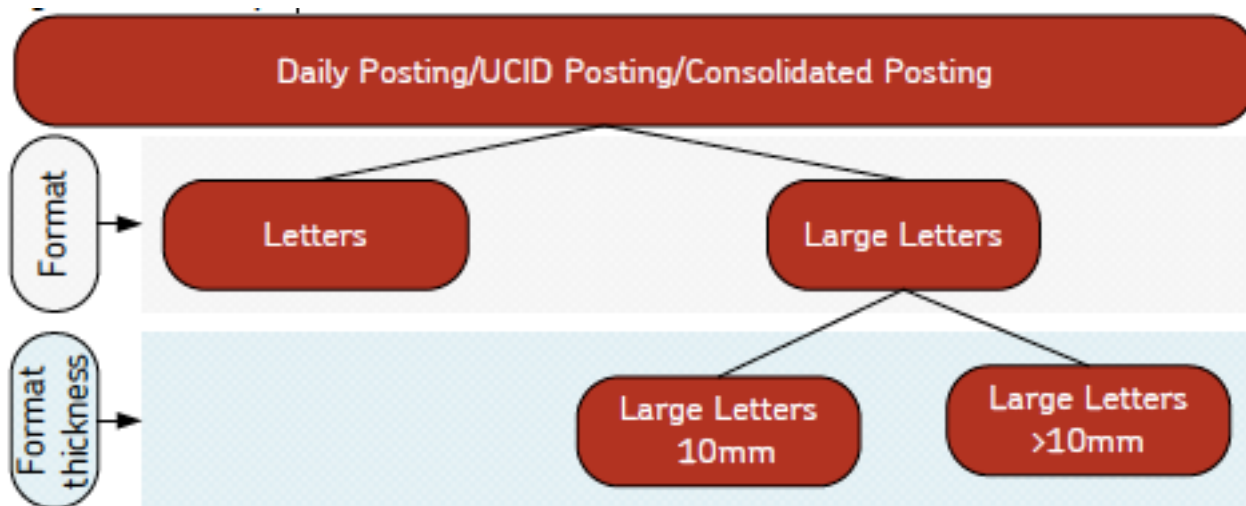 Daily Posting/UCID Posting/Consolidated Posting
Format
Letters
Large Letters
Format
thickness
Large Letters
10mm
Large Letters
>10mm